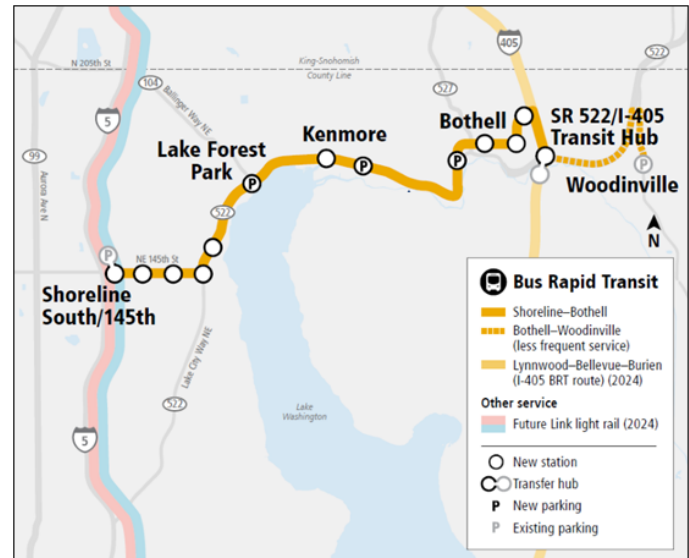 King-Snohomish
County Line
N 205th St
405
522
104
Ballinger Way NE
527
5
SR 522/I-405
Transit Hub
Bothell
Kenmore
99
Aurora Ave N
Lake Forest
Park
P
P
P
P
Woodinville
522
N
P
NE 145th St
Shoreline
South/145th
Lake City Way NE
522
Lake
Washington
5
Bus Rapid Transit
Shoreline–Bothell
Bothell–Woodinville
(less frequent service)
Lynnwood–Bellevue–Burien
(I-405 BRT route) (2024)
Other service
Future Link light rail (2024)
New station
Transfer hub
P New parking
P Existing parking